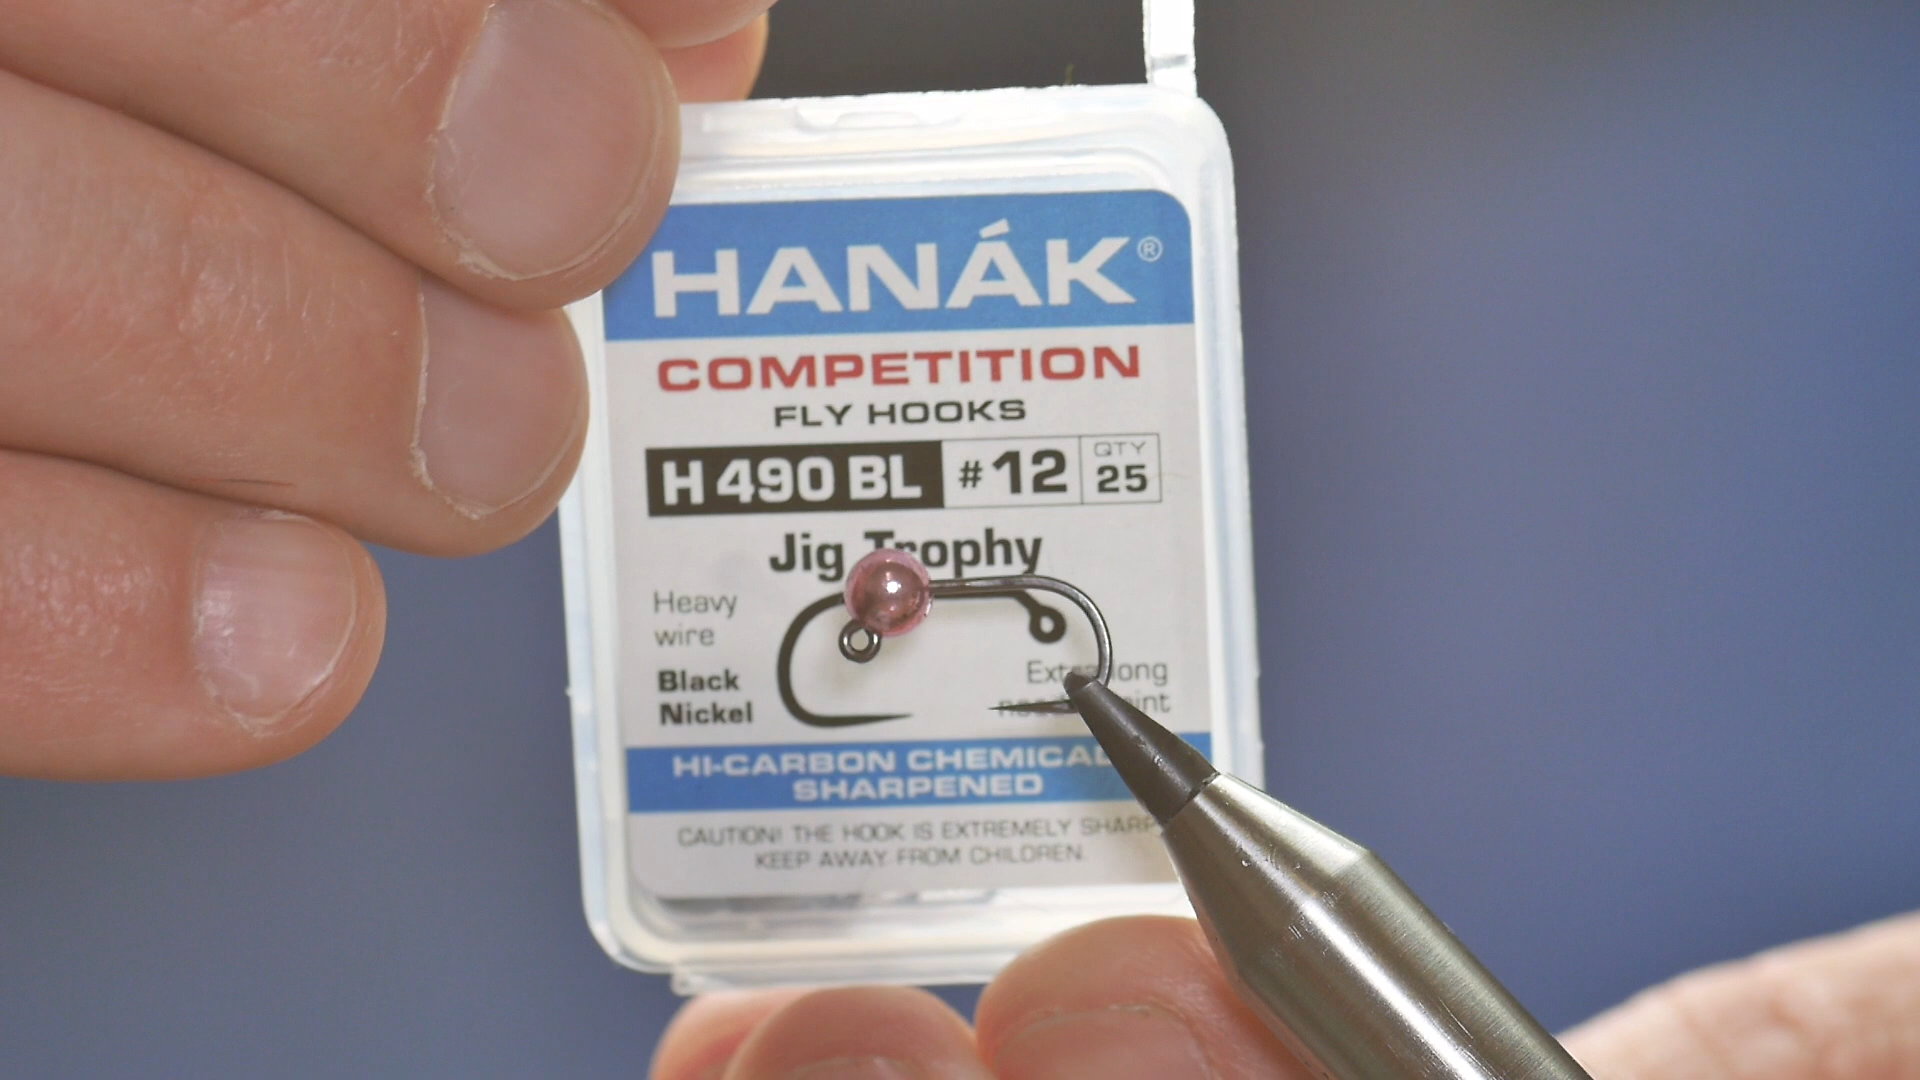 HANÁK®
COMPETITION
FLY HOOKS
H 490 BL #12 QTY 25
Jig Trophy
Heavy
wire
Black
Nickel
long
HI-CARBON CHEMICAL
SHARPENED
CAUTION! THE HOOK IS EXTREMELY SHARP
KEEP AWAY FROM CHILDREN.